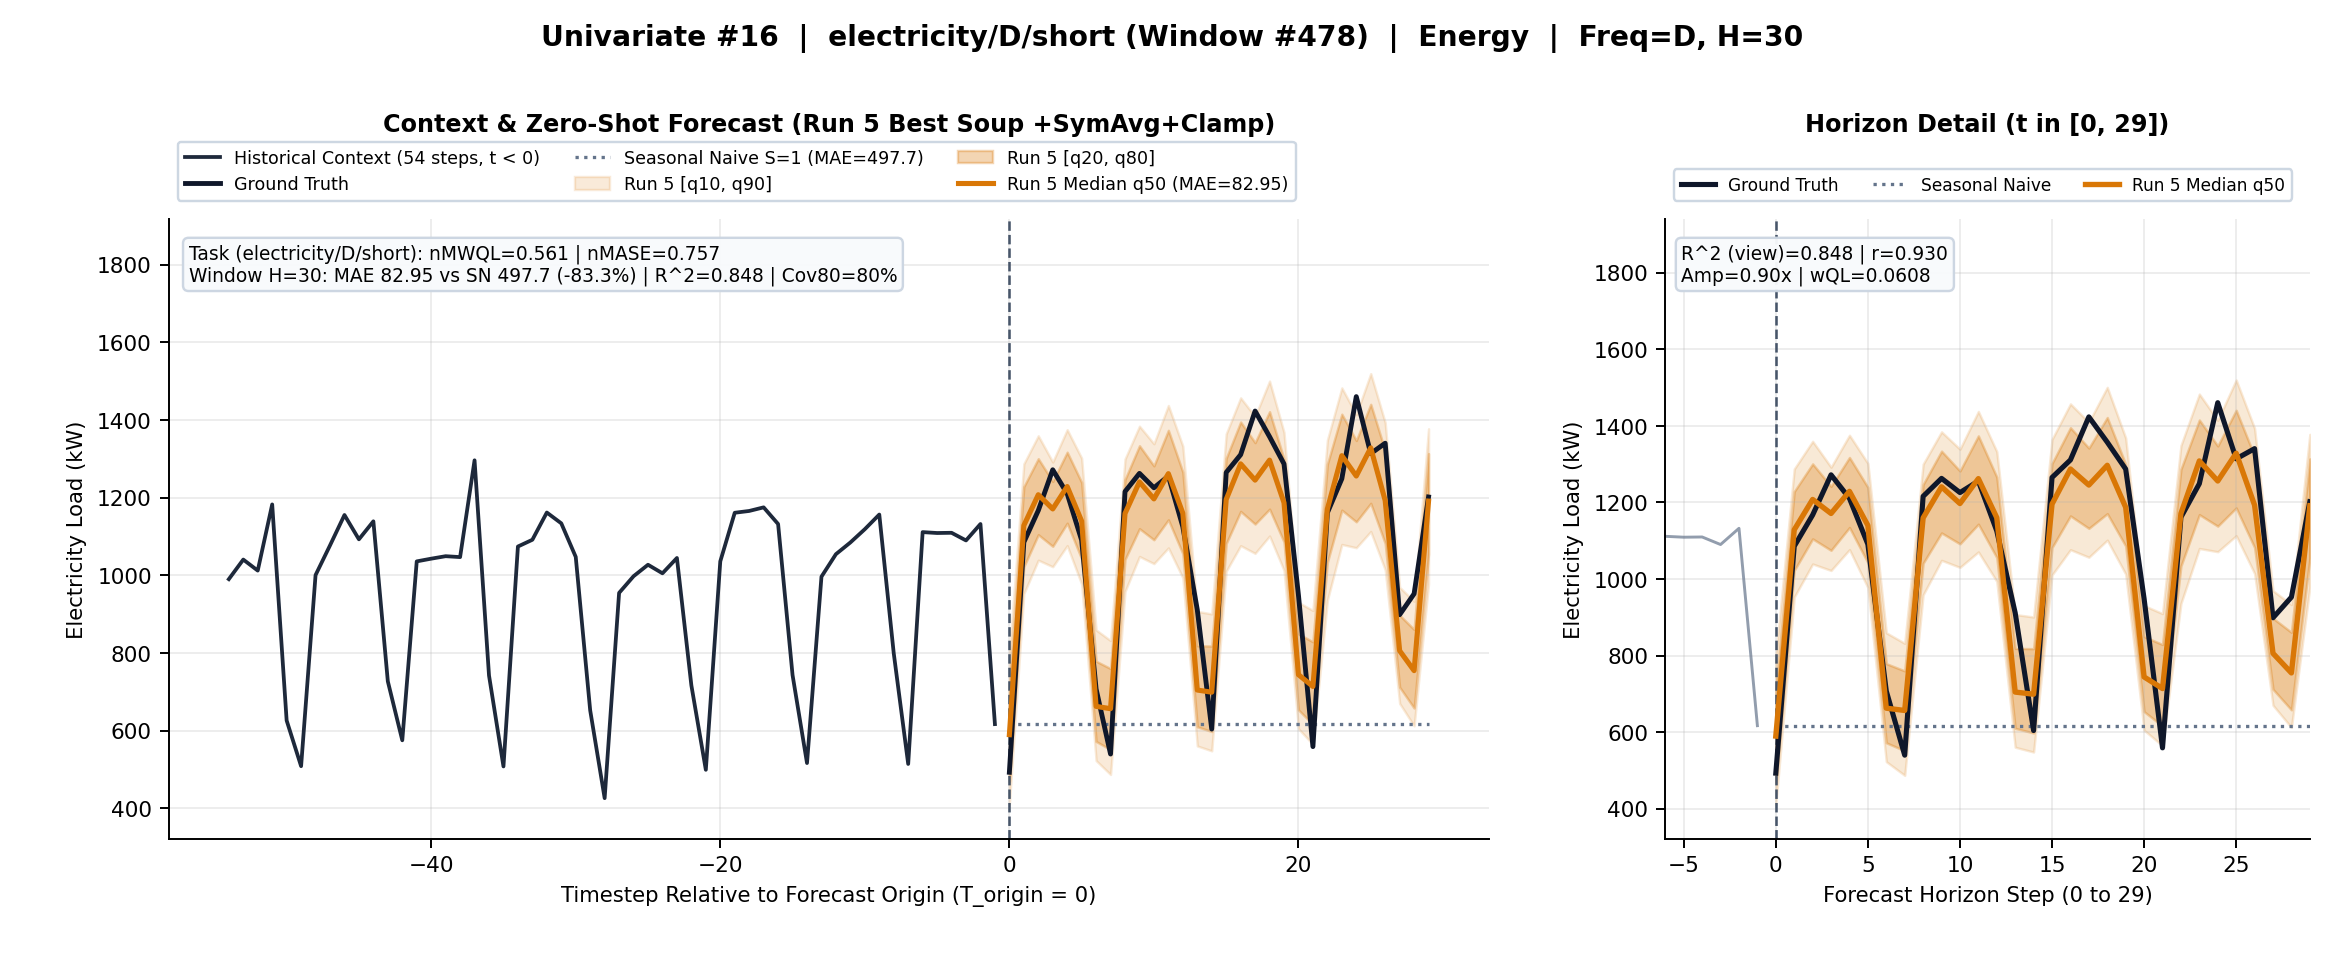 Univariate #16 | electricity/D/short (Window #478) | Energy | Freq=D, H=30
Context & Zero-Shot Forecast (Run 5 Best Soup +SymAvg+Clamp)
Historical Context (54 steps, t < 0)
Ground Truth
Seasonal Naive S=1 (MAE=497.7)
Run 5 [q10, q90]
Run 5 [q20, q80]
Run 5 Median q50 (MAE=82.95)
Task (electricity/D/short): nMWQL=0.561 | nMASE=0.757
Window H=30: MAE 82.95 vs SN 497.7 (-83.3%) | R^2=0.848 | Cov80=80%
Electricity Load (kW)
1800
1600
1400
1200
1000
800
600
400
−40
−20
0
20
Timestep Relative to Forecast Origin (T_origin = 0)
Horizon Detail (t in [0, 29])
Ground Truth
Seasonal Naive
Run 5 Median q50
R^2 (view)=0.848 | r=0.930
Amp=0.90x | wQL=0.0608
Electricity Load (kW)
1800
1600
1400
1200
1000
800
600
400
−5
0
5
10
15
20
25
Forecast Horizon Step (0 to 29)